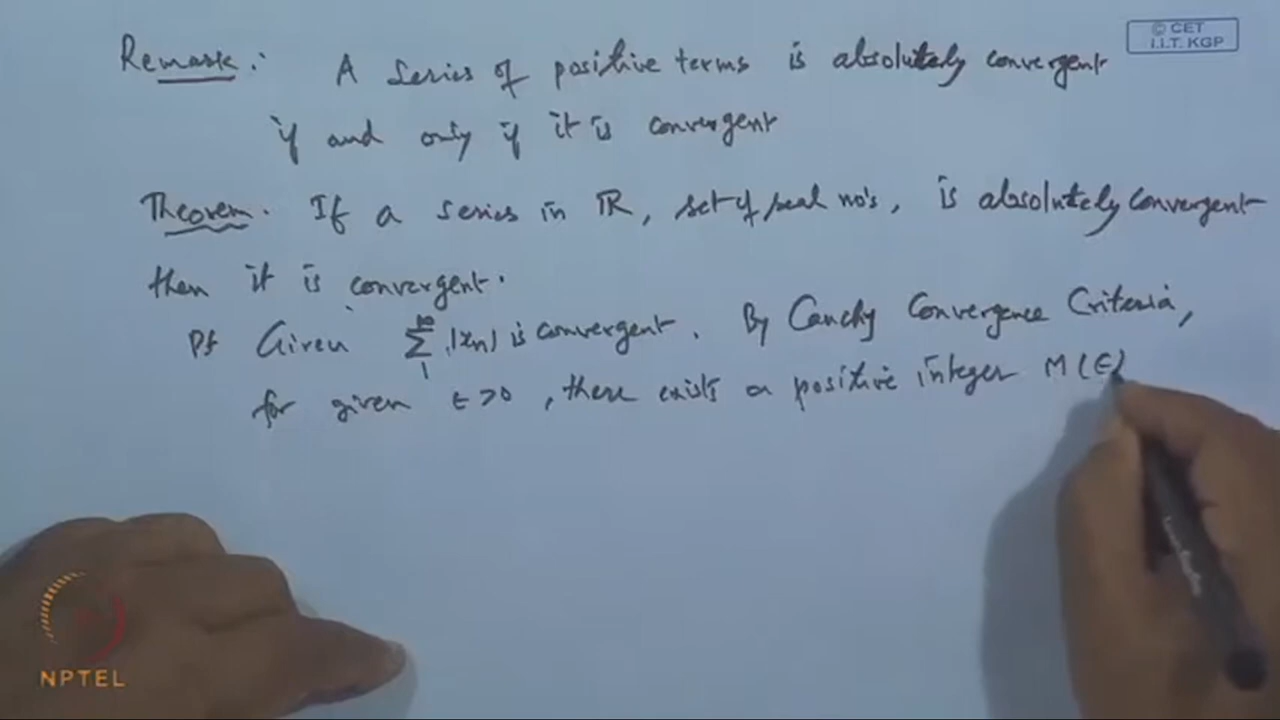 © CET
I.I.T. KGP
Remark: A Series of positive terms is absolutely convergent
if and only if it is convergent
Theorem. If a series in ℝ, set of real no's, is absolutely convergent
then it is convergent.
Pf Given ∑_1^∞ |xn| is convergent. By Cauchy Convergence Criteria,
for given ε>0, there exists a positive integer M(ε)
NPTEL